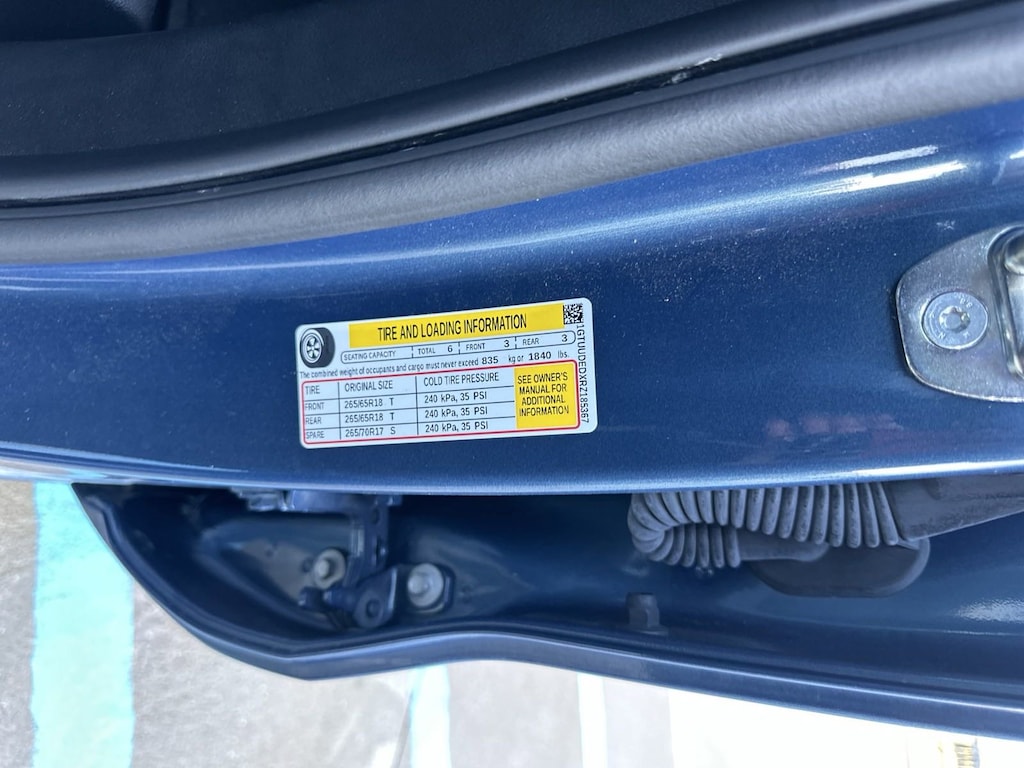 TIRE AND LOADING INFORMATION
SEATING CAPACITY TOTAL 6 FRONT 3 REAR 3
The combined weight of occupants and cargo must never exceed 835 kg or 1840 lbs.
TIRE ORIGINAL SIZE COLD TIRE PRESSURE
FRONT 265/65R18 T 240 kPa, 35 PSI
REAR 265/65R18 T 240 kPa, 35 PSI
SPARE 265/70R17 S 240 kPa, 35 PSI
SEE OWNER'S
MANUAL FOR
ADDITIONAL
INFORMATION
1GTUUDEDXRZ185367